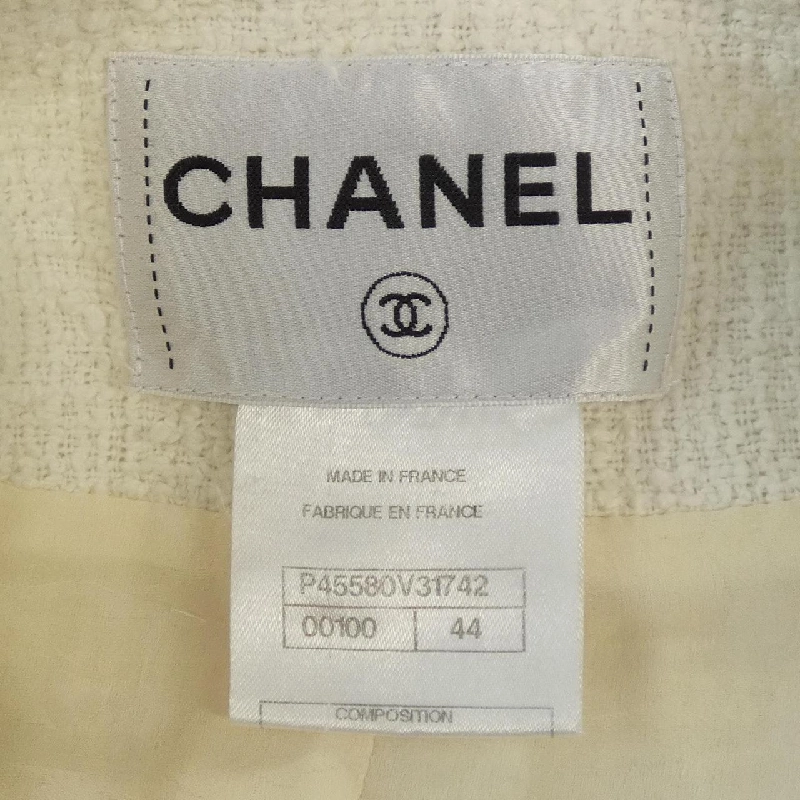 CHANEL
MADE IN FRANCE
FABRIQUE EN FRANCE
P45580V31742
00100 44
COMPOSITION